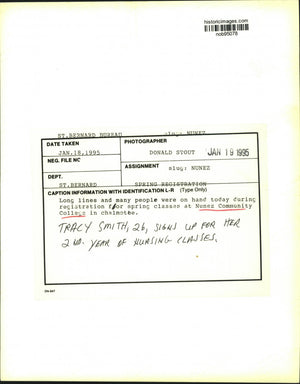 historicimages.com
ncb95078
ST.BERNARD BUREAU slug: NUNEZ
DATE TAKEN
PHOTOGRAPHER
JAN.18,1995
DONALD STOUT
JAN 19 1995
NEG. FILE NO
ASSIGNMENT
slug: NUNEZ
DEPT.
ST.BERNARD
SPRING REGISTRATION
CAPTION INFORMATION WITH IDENTIFICATION L-R (Type Only)
Long lines and many people were on hand today during
registration for spring classes at Nunez Community
College in chalmette.
TRACY SMITH, 26, SIGNS UP FOR HER
2ND. YEAR OF NURSING CLASSES.